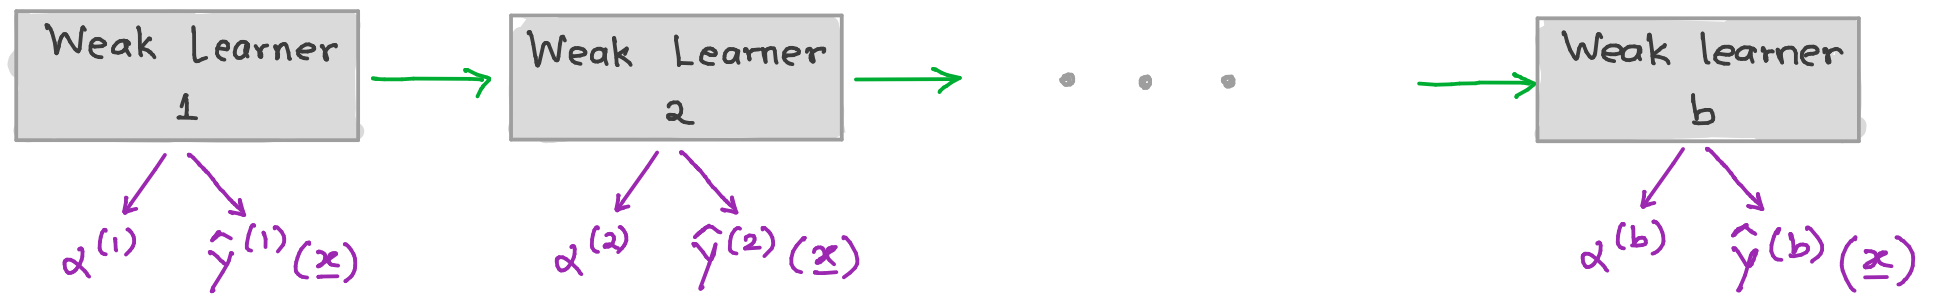 Weak Learner
1
Weak Learner
2
Weak learner
b
α⁽¹⁾ ŷ⁽¹⁾(x̲)
α⁽²⁾ ŷ⁽²⁾(x̲)
α⁽ᵇ⁾ ŷ⁽ᵇ⁾(x̲)